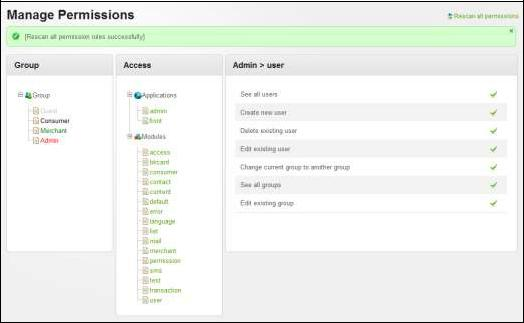 Manage Permissions
Rescan all permissions
[Rescan all permission rules successfully]
Group
Group
Guest
Consumer
Merchant
Admin
Access
Applications
admin
front
Modules
access
bkcard
consumer
contact
content
default
error
language
list
mail
merchant
permission
sms
test
transaction
user
Admin > user
See all users
Create new user
Delete existing user
Edit existing user
Change current group to another group
See all groups
Edit existing group